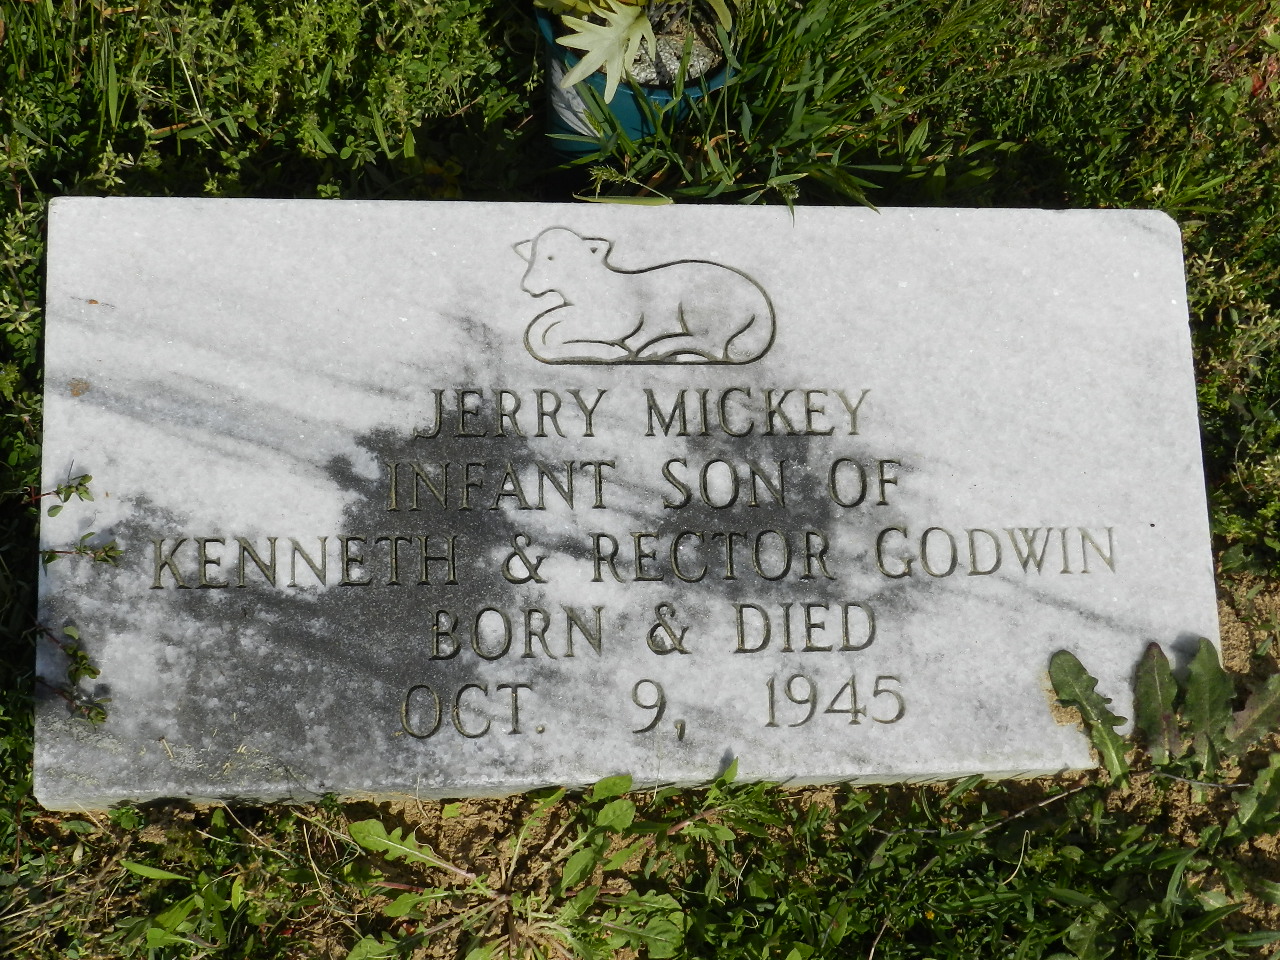 JERRY MICKEY
INFANT SON OF
KENNETH & RECTOR GODWIN
BORN & DIED
OCT. 9, 1945